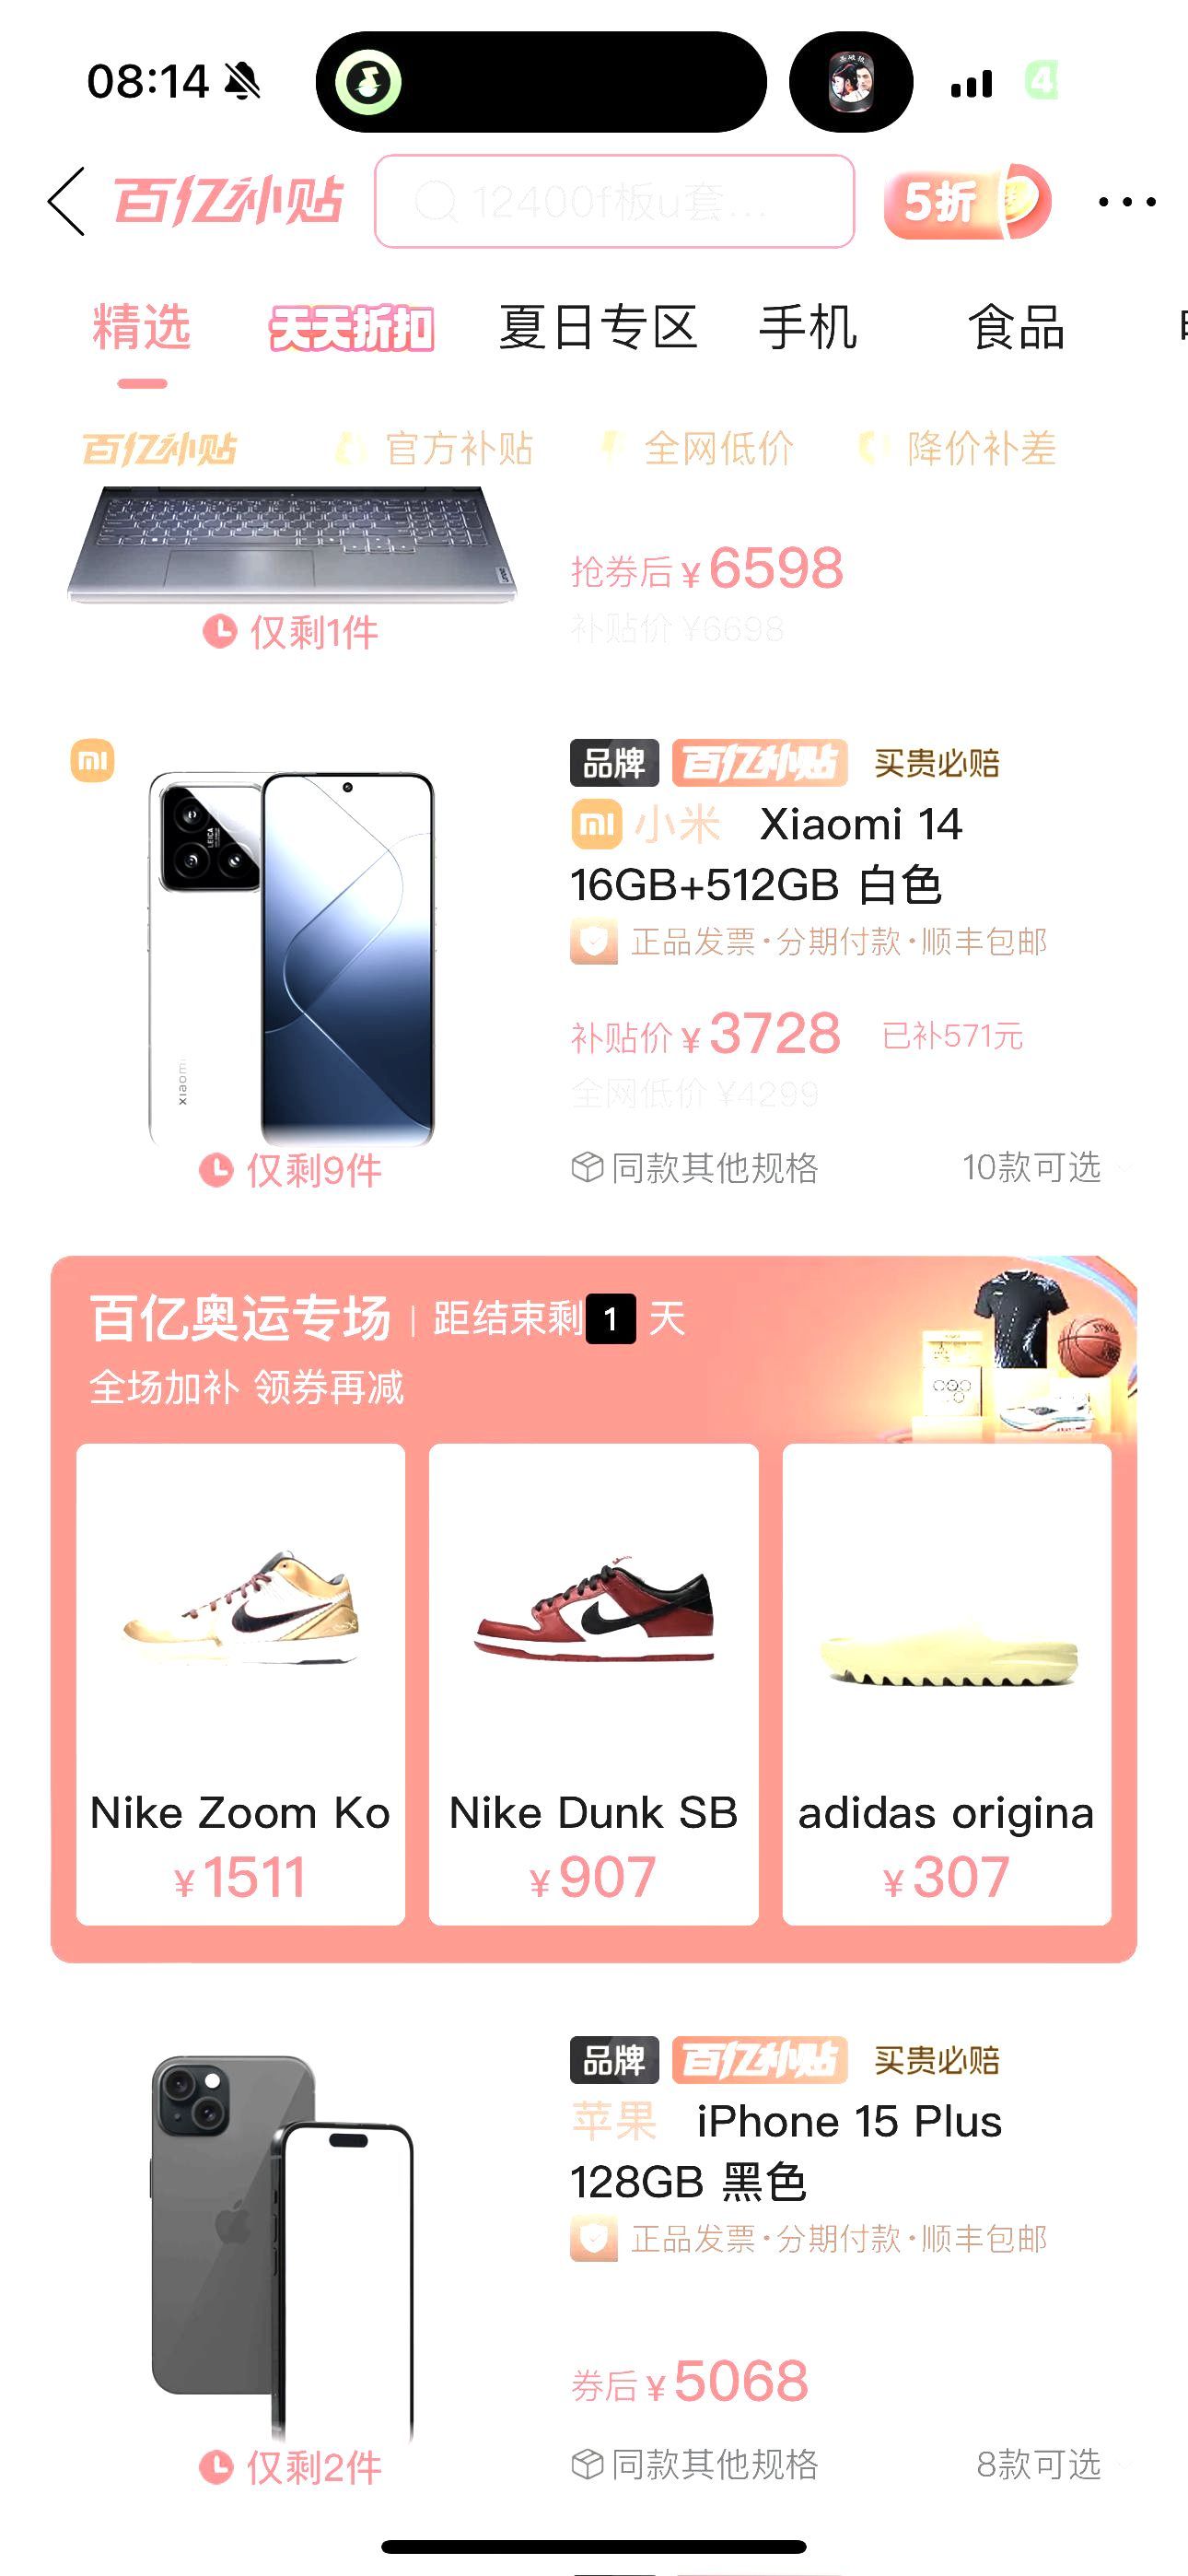 08:14
4
百亿补贴
12400f板u套...
5折
精选
天天折扣
夏日专区
手机
食品
百亿补贴
官方补贴
全网低价
降价补差
抢券后 ¥6598
补贴价 ¥6698
仅剩1件
品牌 百亿补贴 买贵必赔
小米 Xiaomi 14
16GB+512GB 白色
正品发票·分期付款·顺丰包邮
补贴价 ¥3728 已补571元
全网低价 ¥4299
LEICA
xiaomi
仅剩9件
同款其他规格
10款可选
百亿奥运专场 | 距结束剩 1 天
全场加补 领券再减
Nike Zoom Ko
¥1511
Nike Dunk SB
¥907
adidas origina
¥307
品牌 百亿补贴 买贵必赔
苹果 iPhone 15 Plus
128GB 黑色
正品发票·分期付款·顺丰包邮
券后 ¥5068
仅剩2件
同款其他规格
8款可选